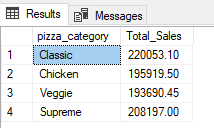 Results Messages
pizza_category Total_Sales
1 Classic 220053.10
2 Chicken 195919.50
3 Veggie 193690.45
4 Supreme 208197.00